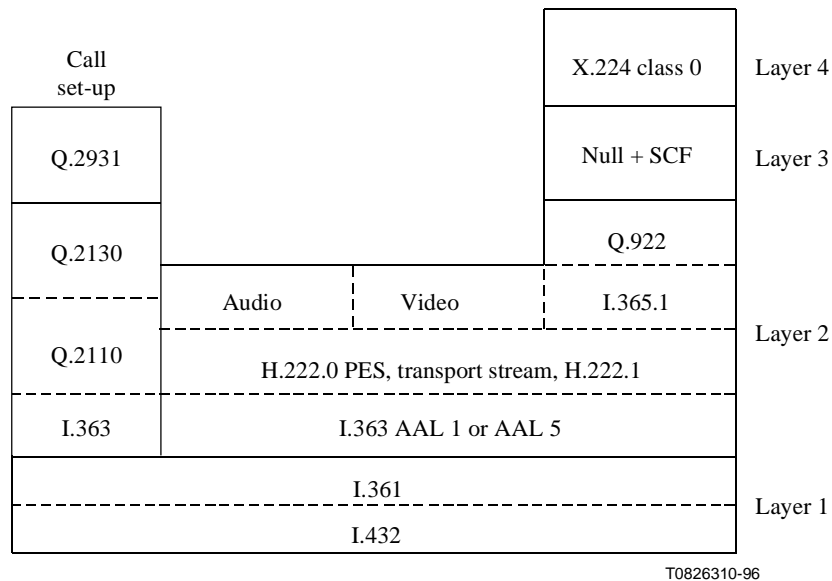 X.224 class 0
Layer 4
Call
set-up
Q.2931
Null + SCF
Layer 3
Q.2130
Q.922
Audio
Video
I.365.1
Layer 2
Q.2110
H.222.0 PES, transport stream, H.222.1
I.363
I.363 AAL 1 or AAL 5
I.361
Layer 1
I.432
T0826310-96